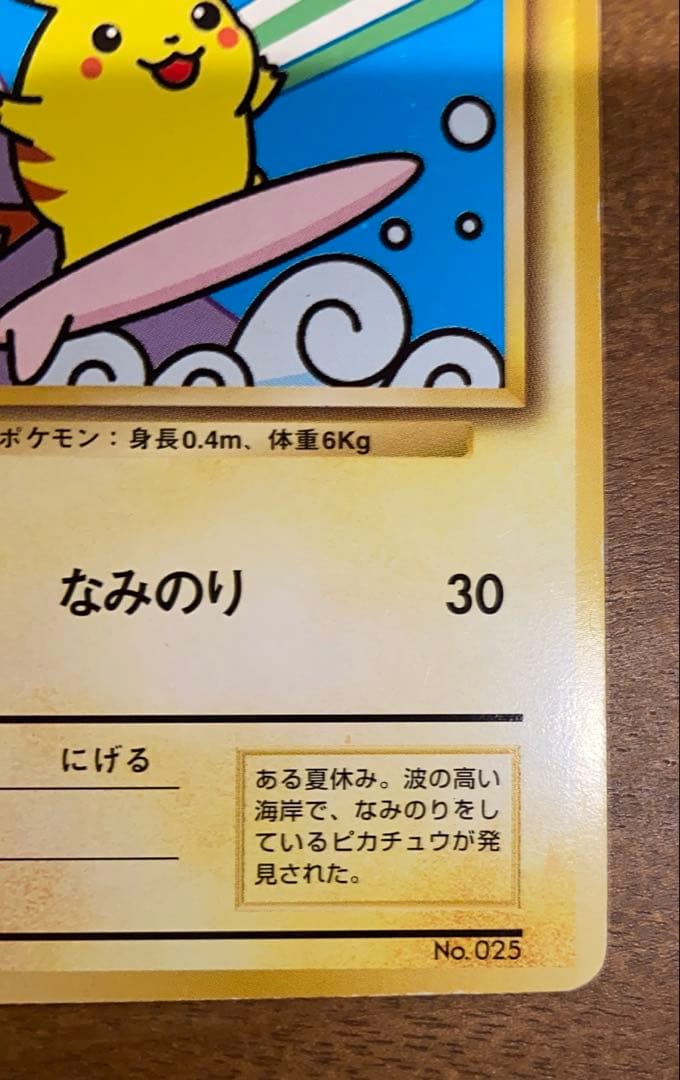 ポケモン：身長0.4m、体重6Kg
なみのり 30
にげる
ある夏休み。波の高い
海岸で、なみのりをし
ているピカチュウが発
見された。
No.025